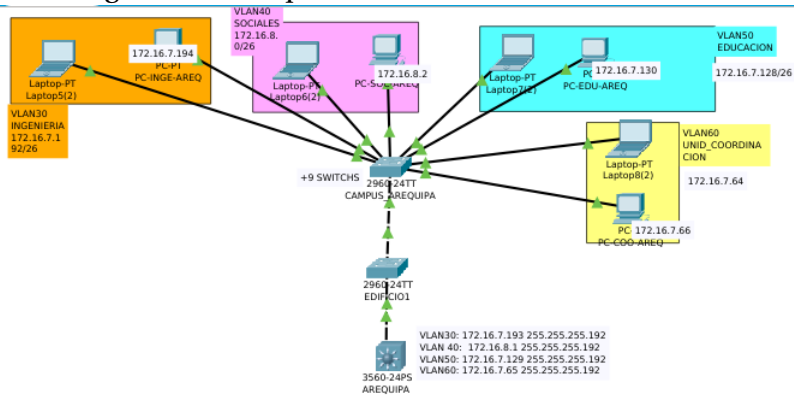 VLAN40
SOCIALES
172.16.8.
0/26
172.16.7.194
PC-PT
PC-INGE-AREQ
Laptop-PT
Laptop5(2)
VLAN30
INGENIERIA
172.16.7.1
92/26
Laptop-PT
Laptop6(2)
172.16.8.2
Laptop-PT
Laptop7(2)
172.16.7.130
PC-EDU-AREQ
VLAN50
EDUCACION
172.16.7.128/26
Laptop-PT
Laptop8(2)
VLAN60
UNID_COORDINA
CION
172.16.7.64
172.16.7.66
PC-COO-AREQ
+9 SWITCHS
2960-24TT
CAMPUS_AREQUIPA
2960-24TT
EDIFICIO1
3560-24PS
AREQUIPA
VLAN30: 172.16.7.193 255.255.255.192
VLAN 40: 172.16.8.1 255.255.255.192
VLAN50: 172.16.7.129 255.255.255.192
VLAN60: 172.16.7.65 255.255.255.192